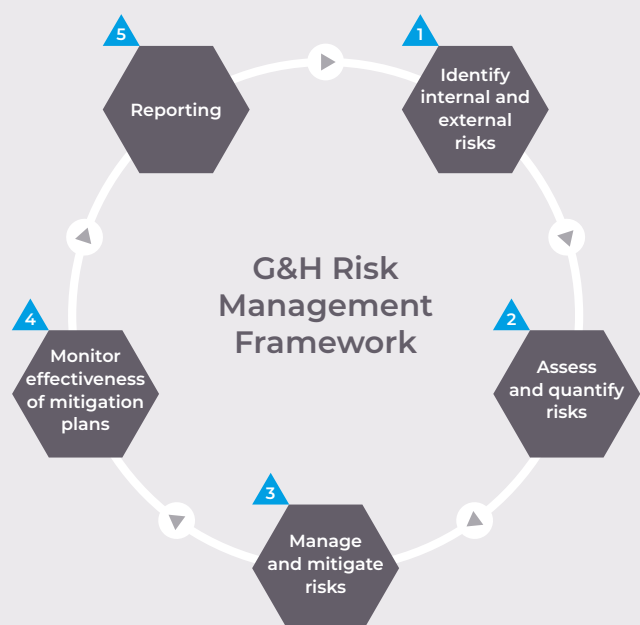 G&H Risk
Management
Framework
1
Identify
internal and
external
risks
2
Assess
and quantify
risks
3
Manage
and mitigate
risks
4
Monitor
effectiveness
of mitigation
plans
5
Reporting